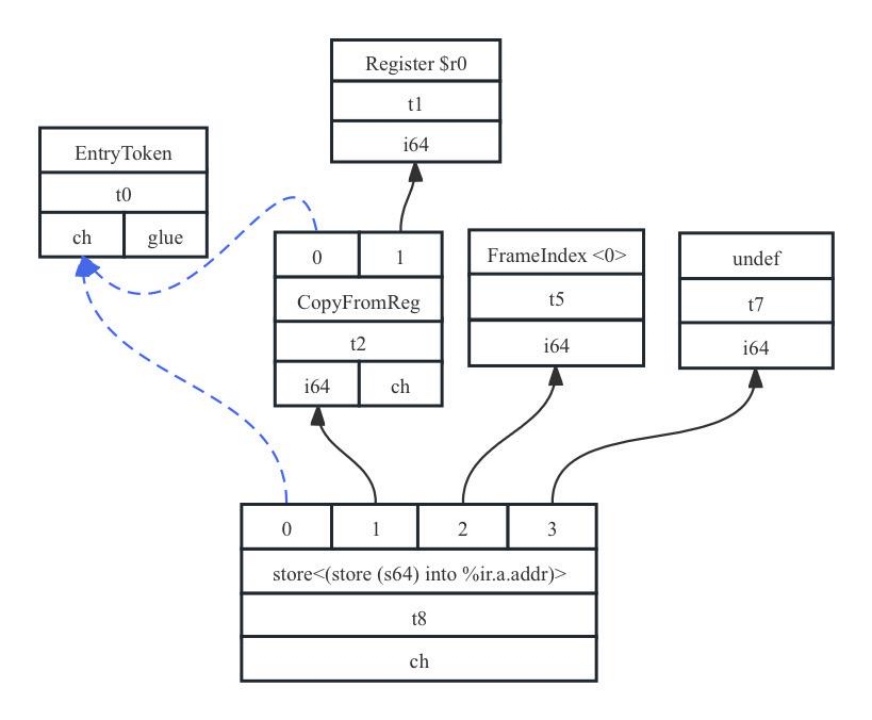 Register $r0
t1
i64
EntryToken
t0
ch glue
0 1
CopyFromReg
t2
i64 ch
FrameIndex <0>
t5
i64
undef
t7
i64
0 1 2 3
store<(store (s64) into %ir.a.addr)>
t8
ch